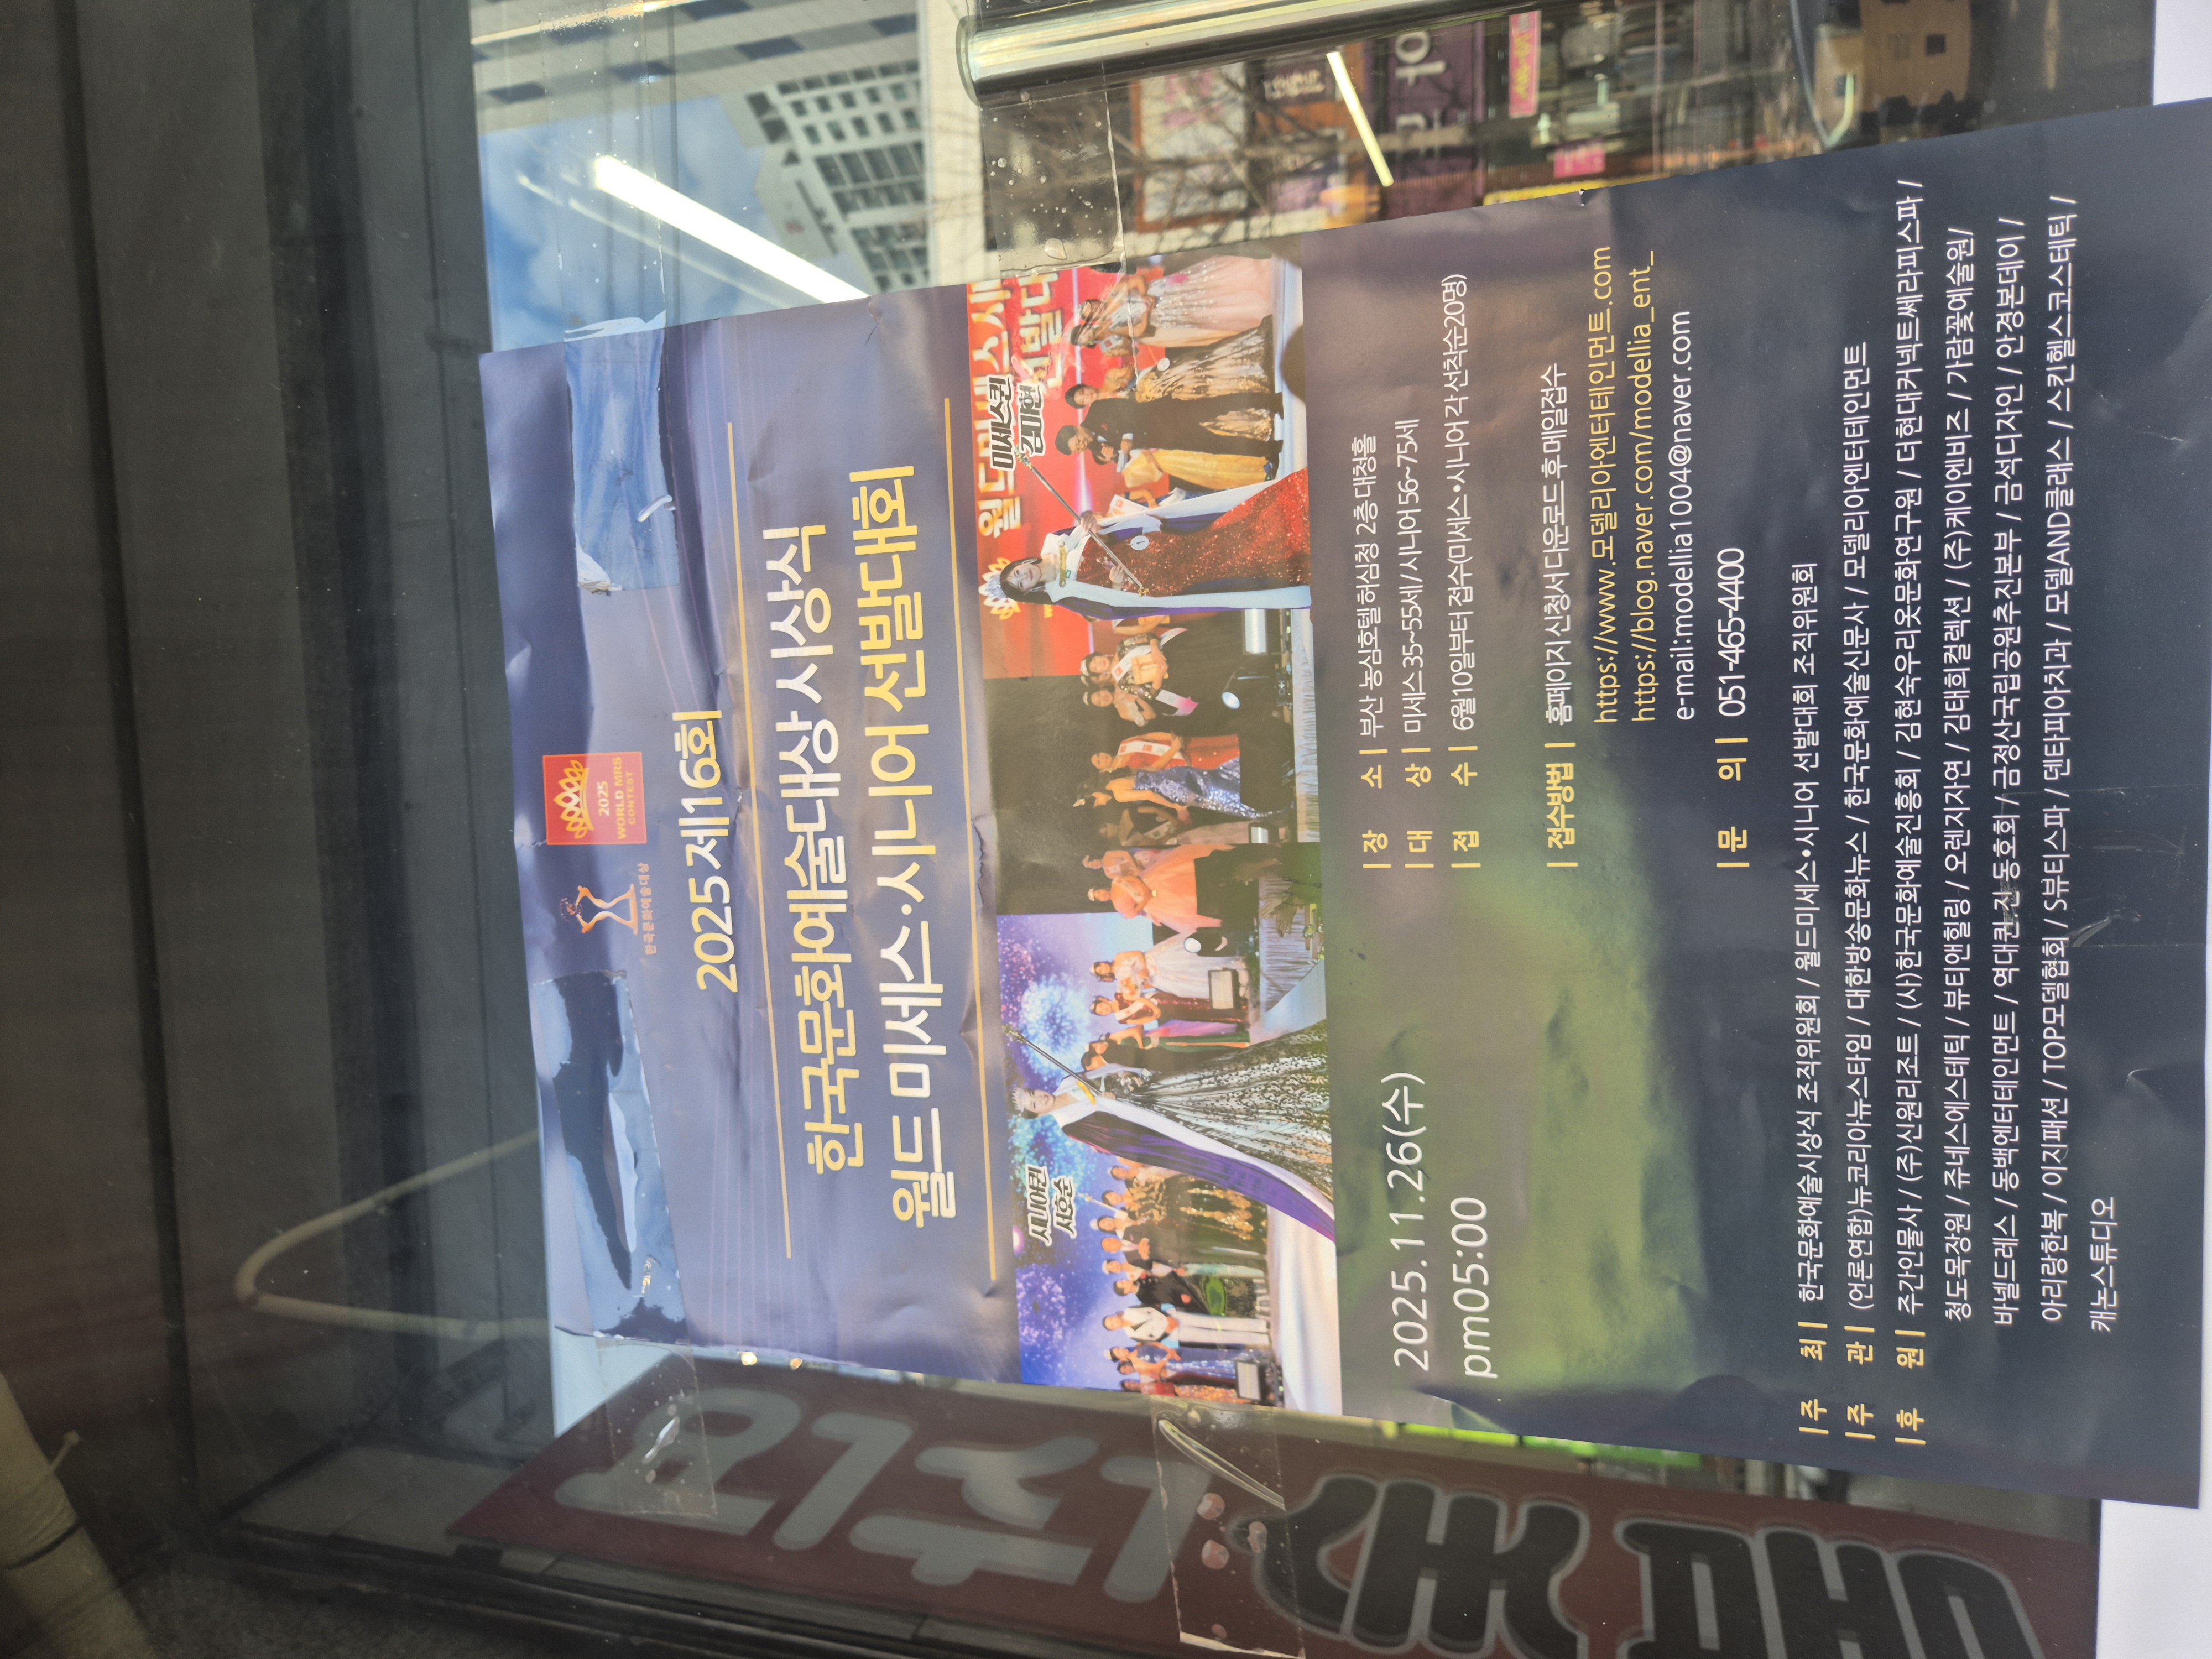 한국문화예술대상
2025
WORLD MRS
CONTEST
2025 제16회
한국문화예술대상 시상식
월드 미세스·시니어 선발대회
시니어퀸
서오순
미세스퀸
김미현
2025.11.26(수)
pm05:00
|장 소| 부산 농심호텔 허심청 2층 대청홀
|대 상| 미세스 35~55세 / 시니어 56~75세
|접 수| 6월 10일부터 접수(미세스•시니어 각 선착순20명)
|접수방법| 홈페이지 신청서 다운로드 후 메일접수
https://www.모델리아엔터테인먼트.com
https://blog.naver.com/modellia_ent_
e-mail:modellia1004@naver.com
|문 의| 051-465-4400
|주 최| 한국문화예술시상식 조직위원회 / 월드미세스•시니어 선발대회 조직위원회
|주 관| (언론연합)뉴코리아뉴스타임 / 대한방송문화뉴스 / 한국문화예술신문사 / 모델리아엔터테인먼트
|후 원| 주간인물사 / (주)신원리조트 / (사)한국문화예술진흥회 / 김현숙우리옷문화연구원 / 더현대커넥트쎄라피스파 /
청도목장원 / 쥬네스에스테틱 / 뷰티앤힐링 / 오렌지자연 / 김태희컬렉션 / (주)케이엔비즈 / 가람꽃예술원/
바넬드레스 / 동백엔터테인먼트 / 역대퀸·진·동호회 / 금정산국립공원추진본부 / 금석디자인 / 안경본데이 /
아리랑한복 / 이지패션 / TOP모델협회 / S뷰티스파 / 덴타피아치과 / 모델AND클래스 / 스킨헬스코스테틱 /
캐논스튜디오